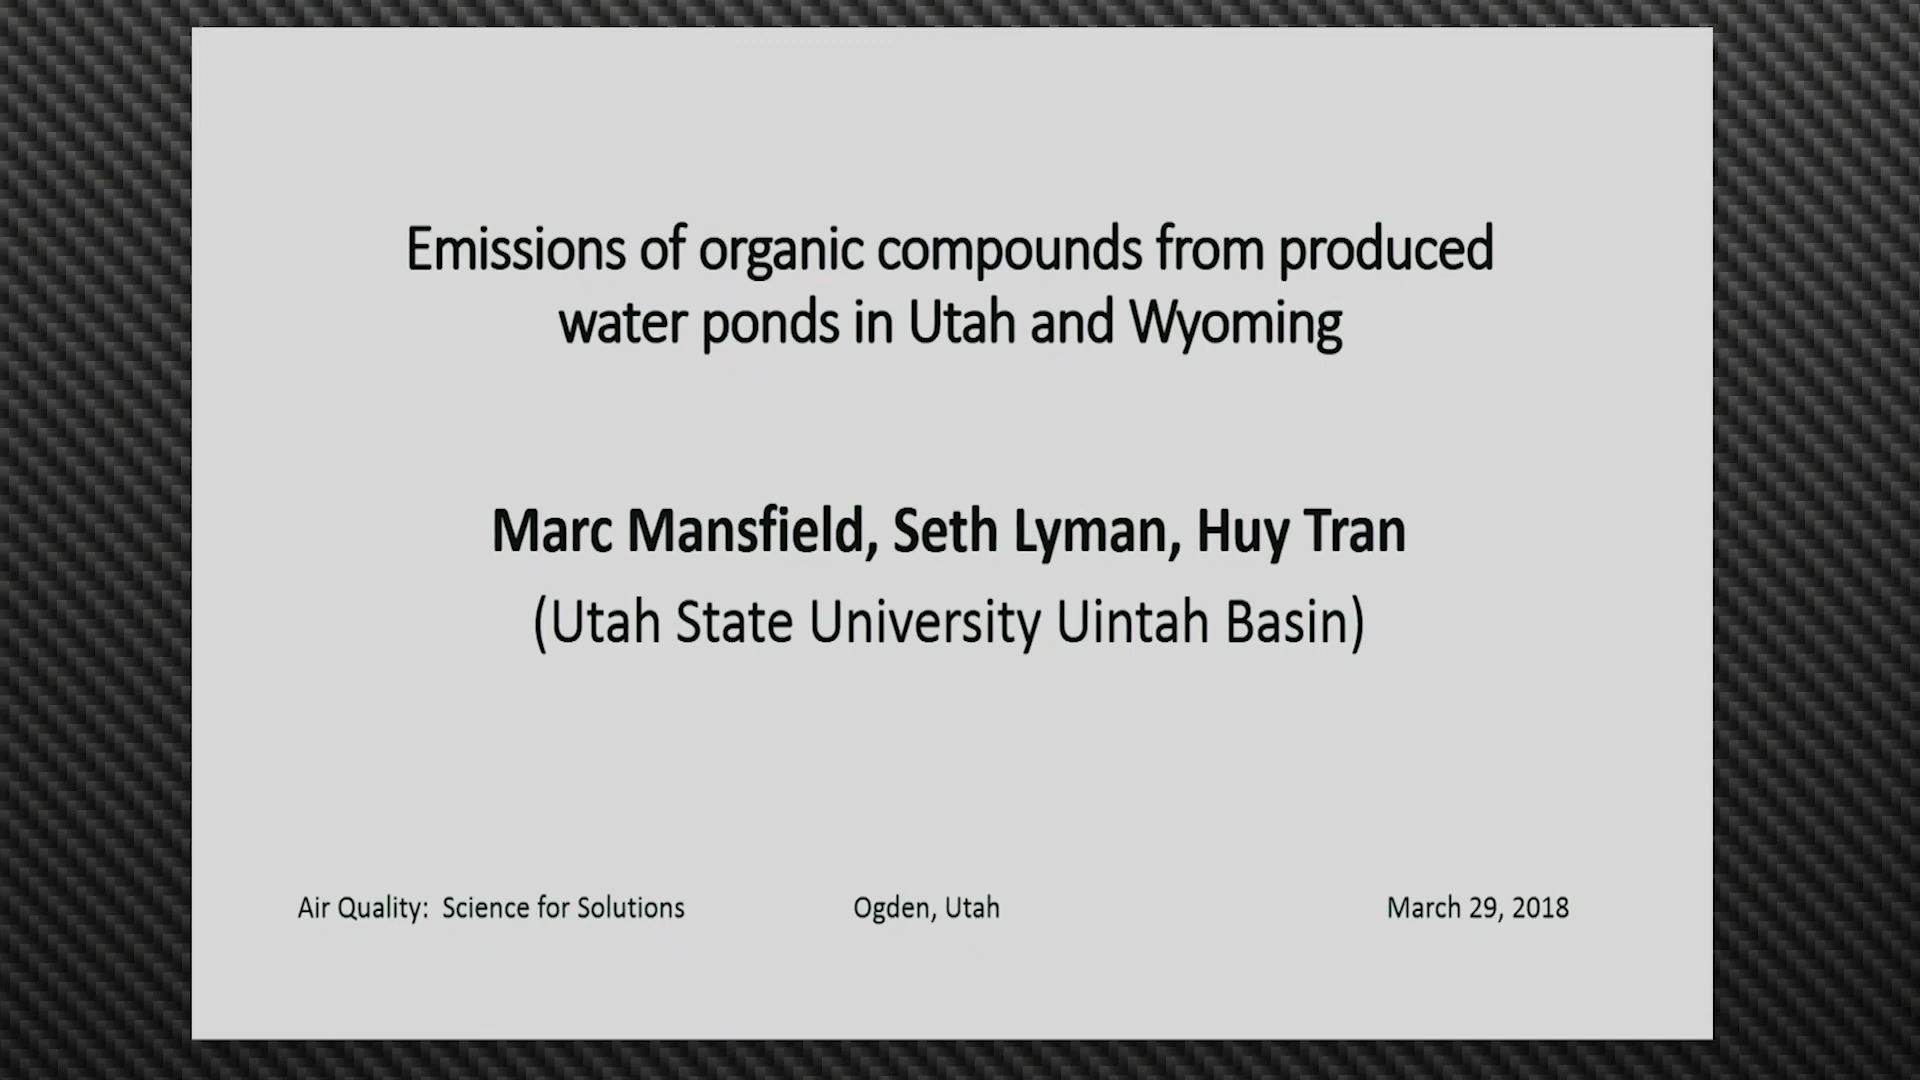 Emissions of organic compounds from produced
water ponds in Utah and Wyoming
Marc Mansfield, Seth Lyman, Huy Tran
(Utah State University Uintah Basin)
Air Quality:  Science for Solutions
Ogden, Utah
March 29, 2018